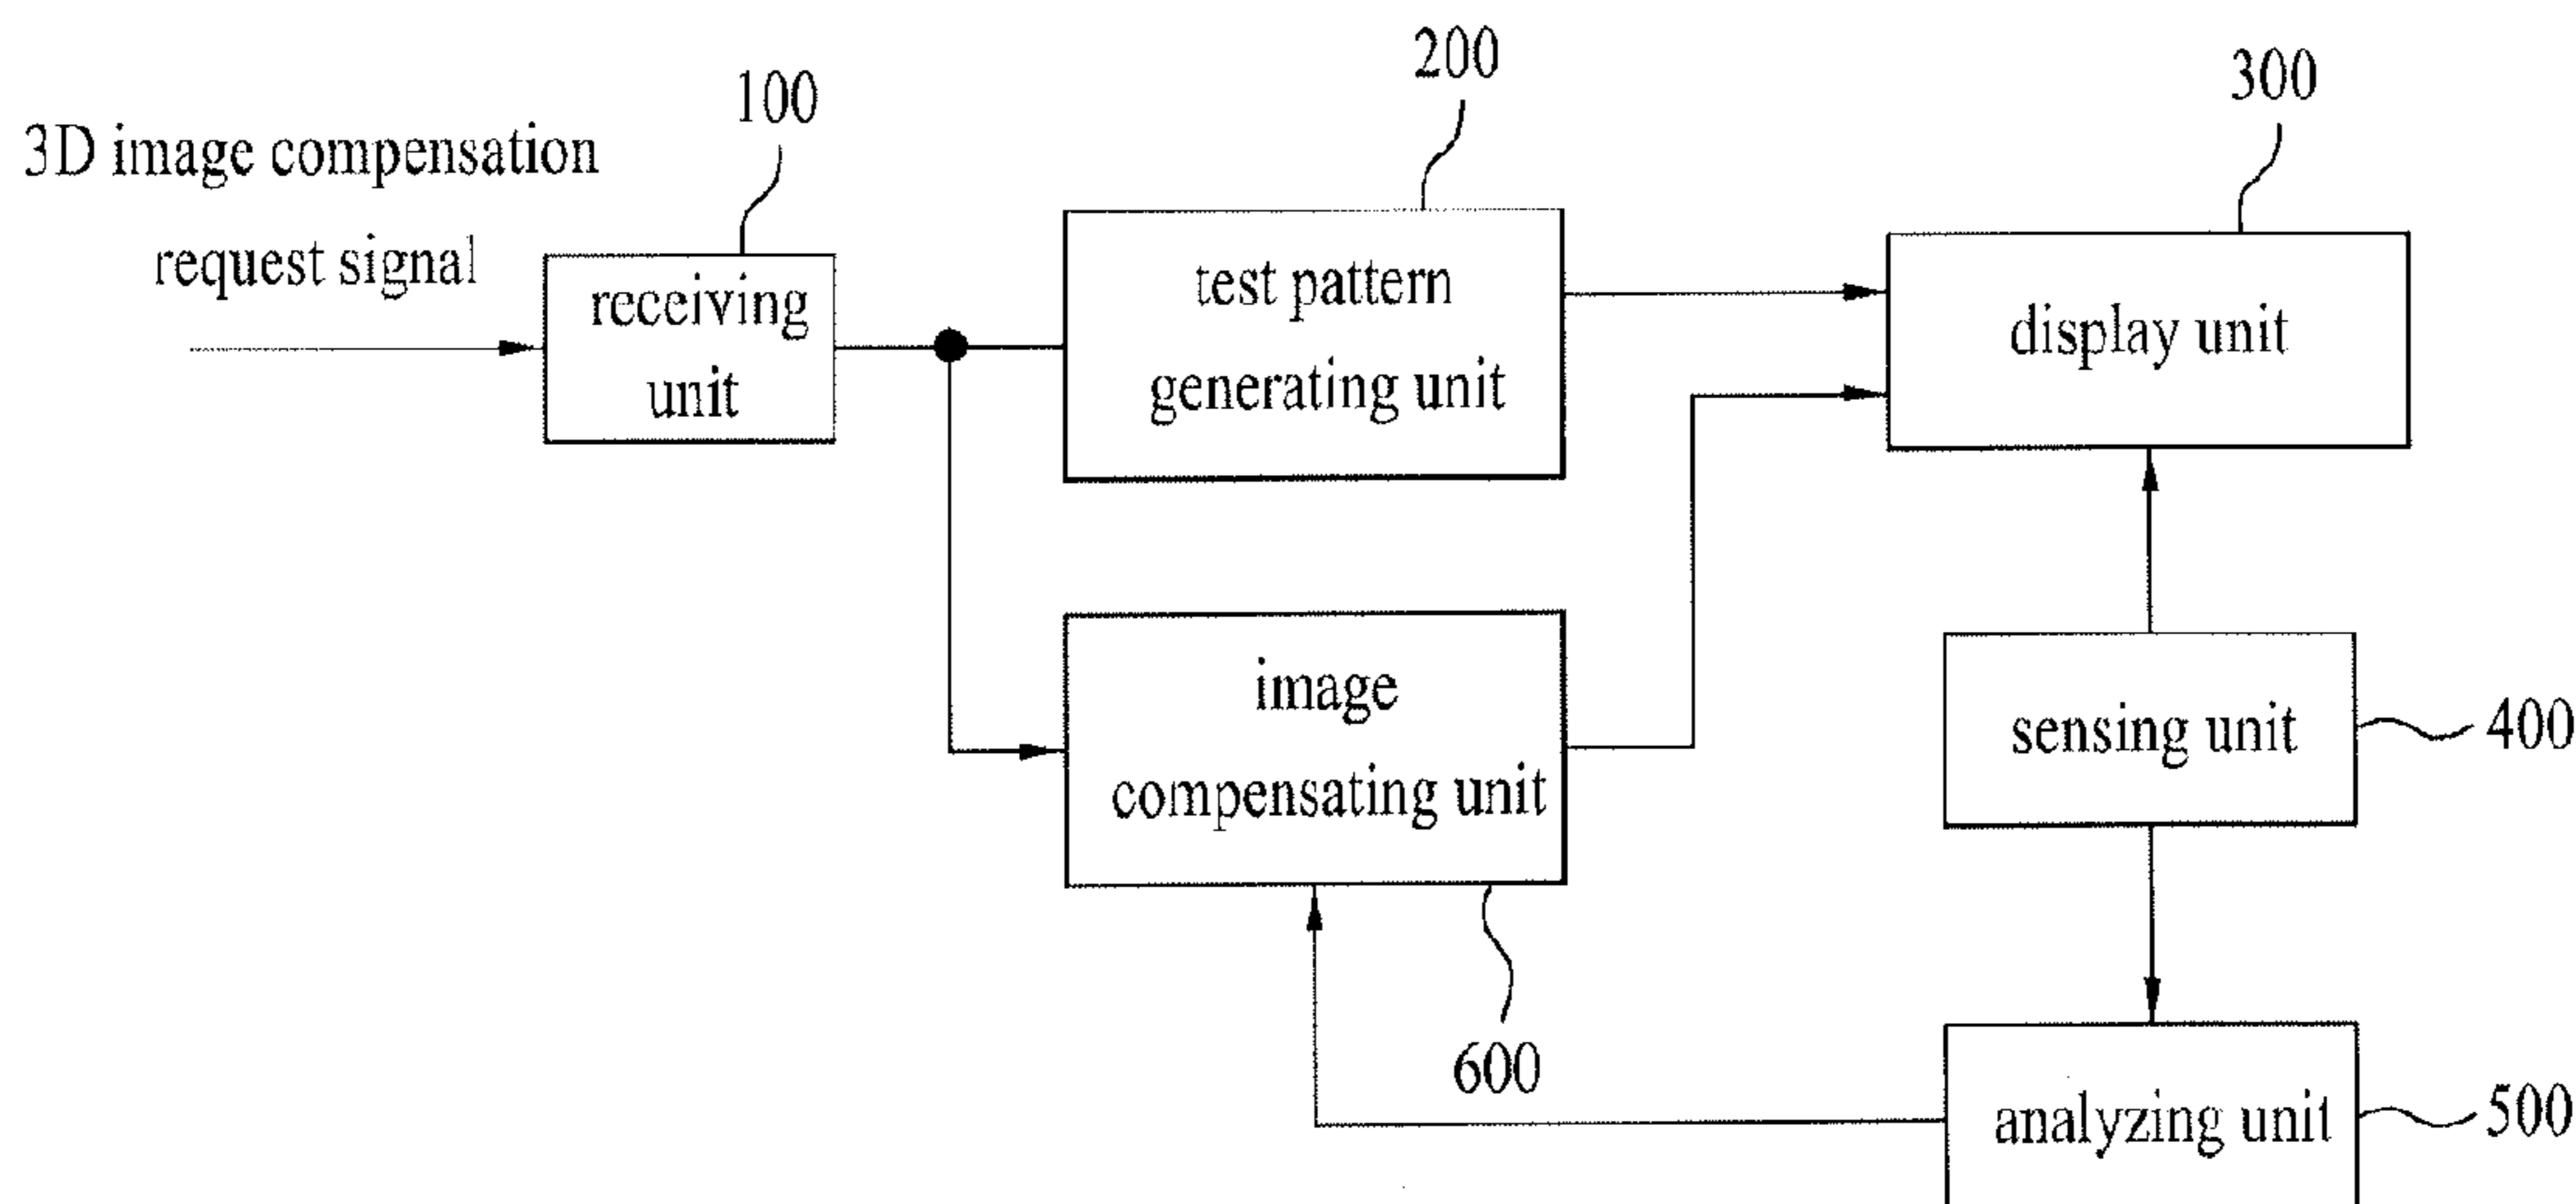 200
300
100
3D image compensation
request signal
receiving
unit
test pattern
generating unit
display unit
image
compensating unit
sensing unit
400
600
analyzing unit
500